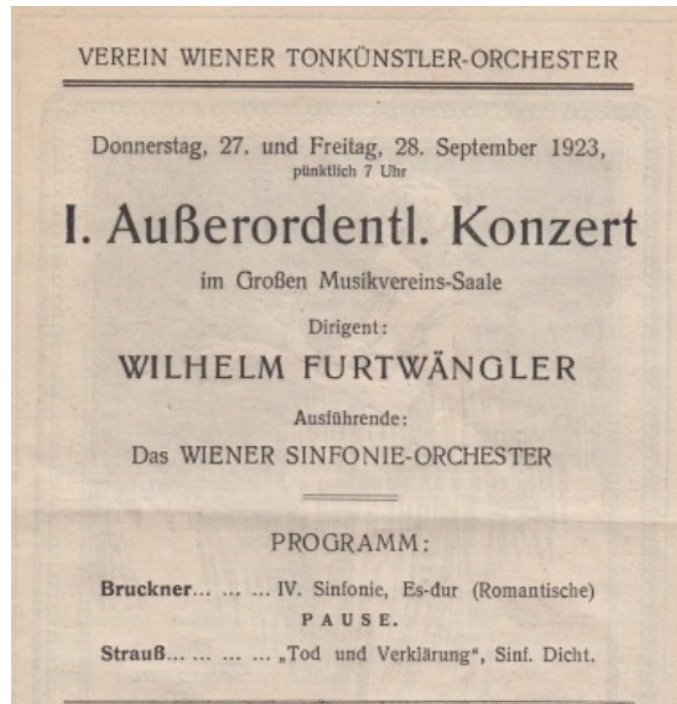 VEREIN WIENER TONKÜNSTLER-ORCHESTER
Donnerstag, 27. und Freitag, 28. September 1923,
pünktlich 7 Uhr
I. Außerordentl. Konzert
im Großen Musikvereins-Saale
Dirigent:
WILHELM FURTWÄNGLER
Ausführende:
Das WIENER SINFONIE-ORCHESTER
PROGRAMM:
Bruckner... ... ... IV. Sinfonie, Es-dur (Romantische)
PAUSE.
Strauß... ... ... ... „Tod und Verklärung", Sinf. Dicht.